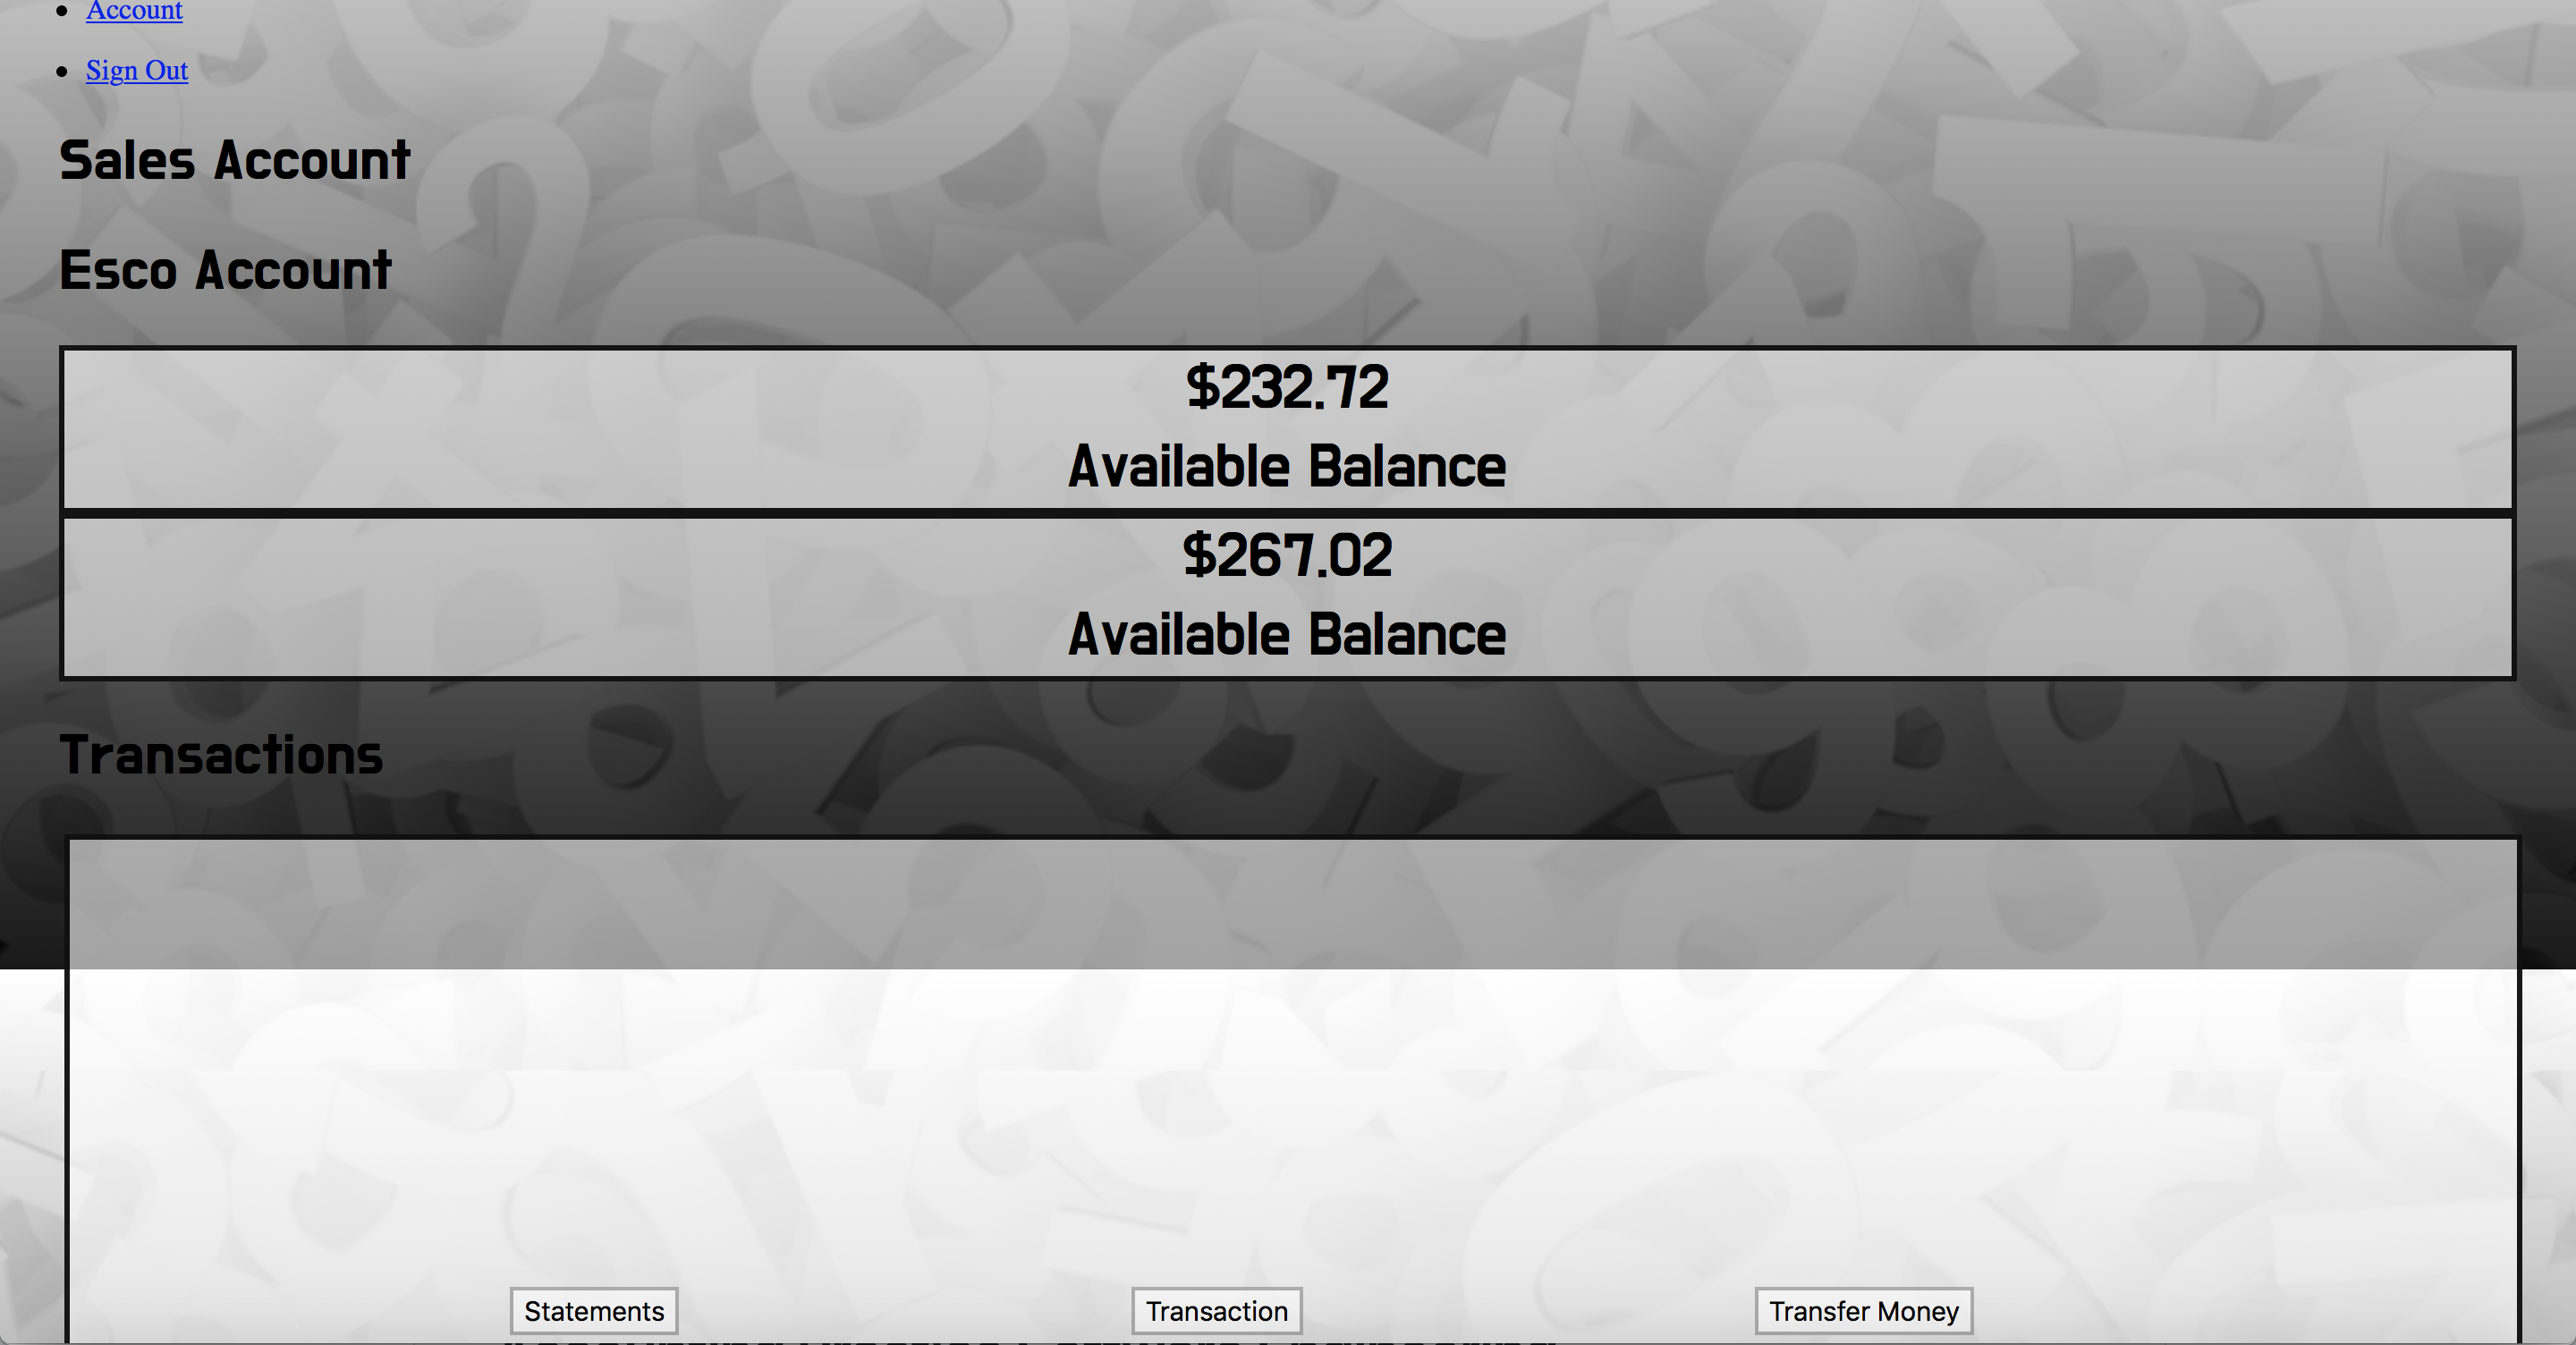 Account
Sign Out
Sales Account
Esco Account
$232.72
Available Balance
$267.02
Available Balance
Transactions
Statements
Transaction
Transfer Money